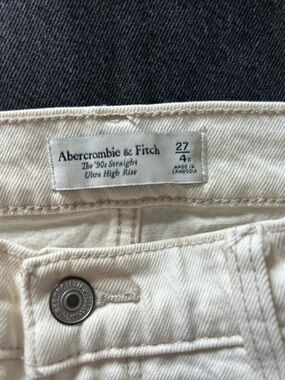 Abercrombie & Fitch
The '90s Straight
Ultra High Rise
27
4R
MADE IN
CAMBODIA